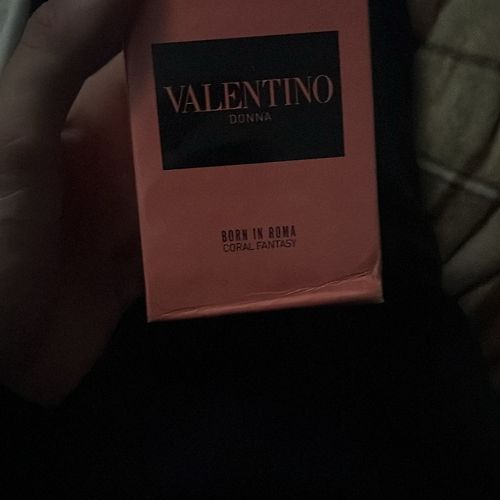 VALENTINO
DONNA
BORN IN ROMA
CORAL FANTASY